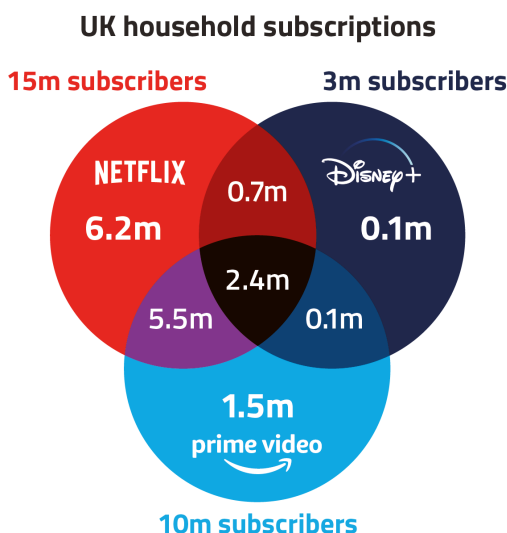 UK household subscriptions
15m subscribers
3m subscribers
NETFLIX
Disney+
0.7m
6.2m
0.1m
2.4m
5.5m
0.1m
1.5m
prime video
10m subscribers